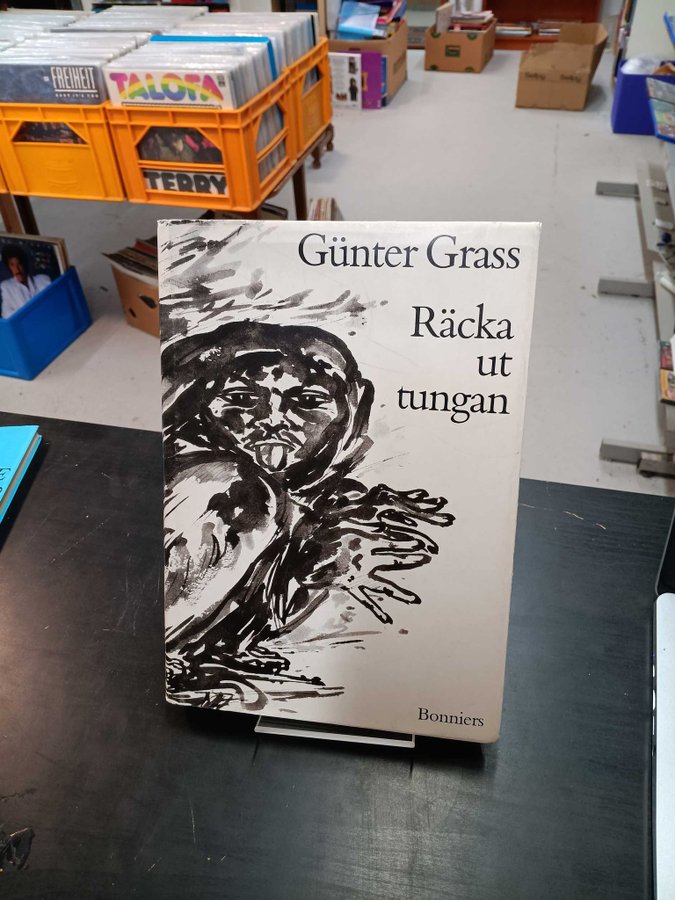 FREIHEIT
TALOFA
TERRY
Günter Grass
Räcka
ut
tungan
Bonniers